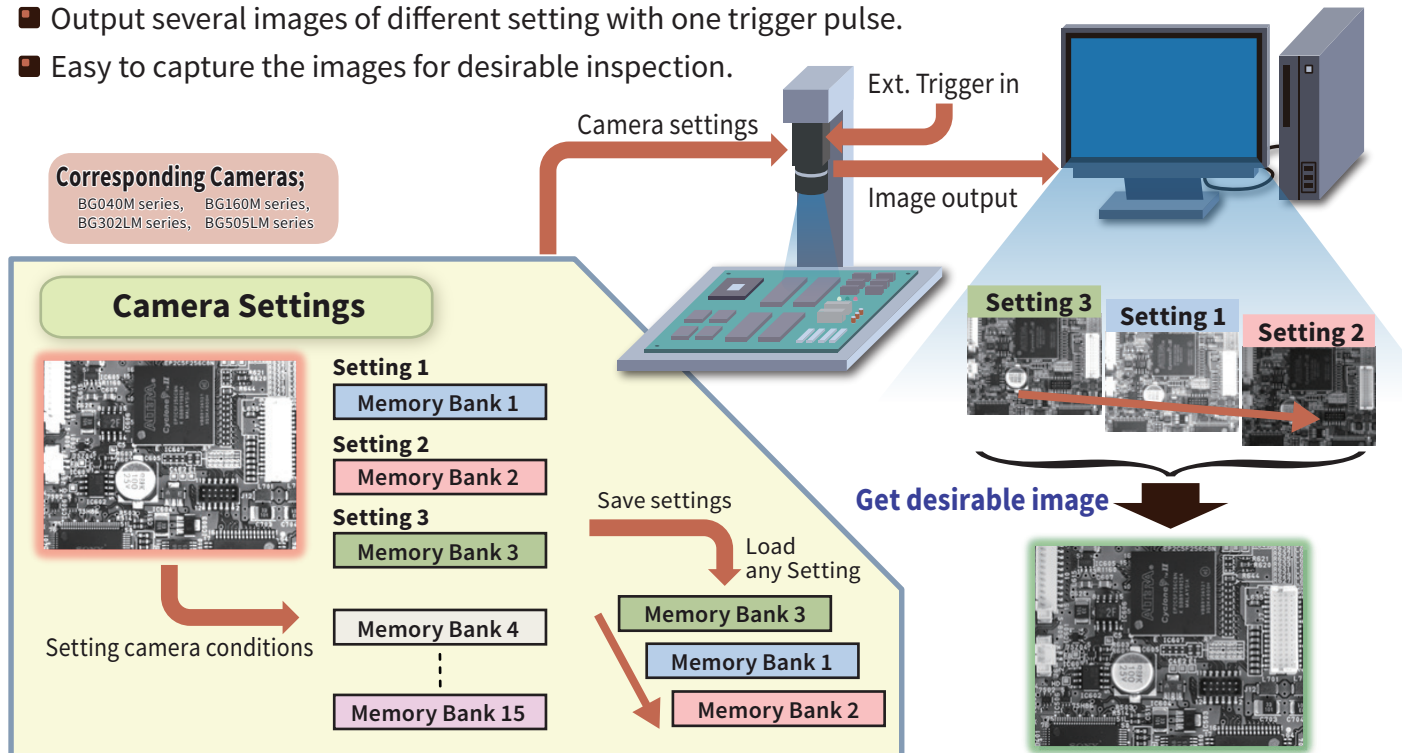 Output several images of different setting with one trigger pulse.
Easy to capture the images for desirable inspection.
Ext. Trigger in
Camera settings
Image output
Corresponding Cameras;
BG040M series, BG160M series,
BG302LM series, BG505LM series
Camera Settings
Setting 1
Memory Bank 1
Setting 2
Memory Bank 2
Setting 3
Memory Bank 3
Memory Bank 4
Memory Bank 15
Setting camera conditions
Save settings
Load
any Setting
Memory Bank 3
Memory Bank 1
Memory Bank 2
Setting 3
Setting 1
Setting 2
Get desirable image